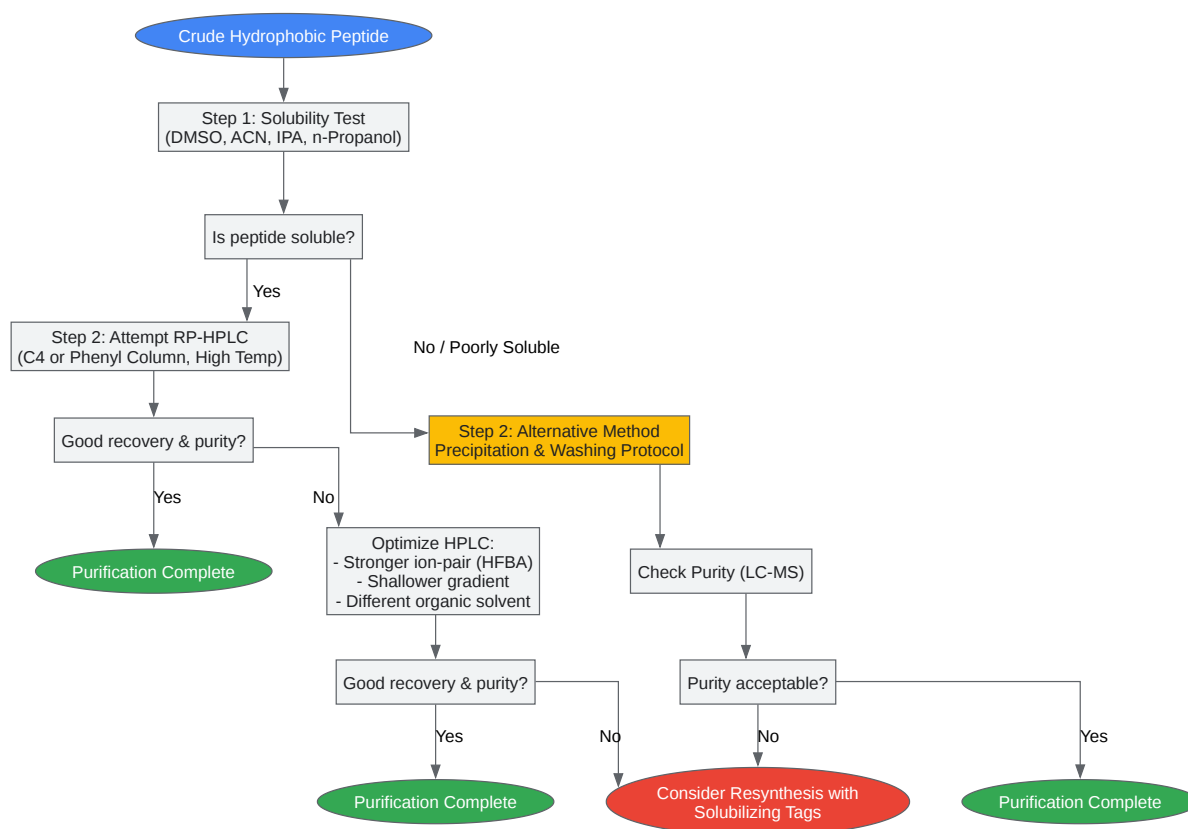 Crude Hydrophobic Peptide
Step 1: Solubility Test
(DMSO, ACN, IPA, n-Propanol)
Is peptide soluble?
Yes
Step 2: Attempt RP-HPLC
(C4 or Phenyl Column, High Temp)
No / Poorly Soluble
Good recovery & purity?
Step 2: Alternative Method
Precipitation & Washing Protocol
Yes
No
Purification Complete
Optimize HPLC:
- Stronger ion-pair (HFBA)
- Shallower gradient
- Different organic solvent
Check Purity (LC-MS)
Good recovery & purity?
Purity acceptable?
Yes
No
No
Yes
Purification Complete
Consider Resynthesis with
Solubilizing Tags
Purification Complete